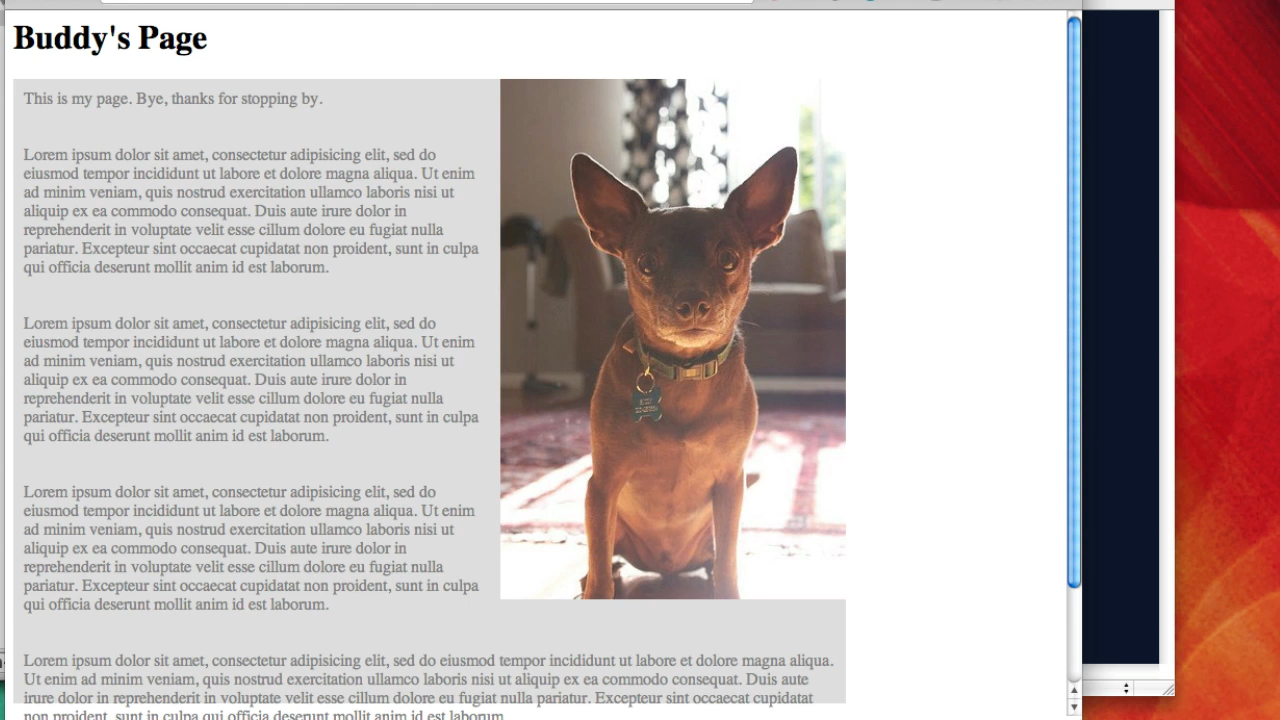 Buddy's Page
This is my page. Bye, thanks for stopping by.
Lorem ipsum dolor sit amet, consectetur adipisicing elit, sed do
eiusmod tempor incididunt ut labore et dolore magna aliqua. Ut enim
ad minim veniam, quis nostrud exercitation ullamco laboris nisi ut
aliquip ex ea commodo consequat. Duis aute irure dolor in
reprehenderit in voluptate velit esse cillum dolore eu fugiat nulla
pariatur. Excepteur sint occaecat cupidatat non proident, sunt in culpa
qui officia deserunt mollit anim id est laborum.
Lorem ipsum dolor sit amet, consectetur adipisicing elit, sed do
eiusmod tempor incididunt ut labore et dolore magna aliqua. Ut enim
ad minim veniam, quis nostrud exercitation ullamco laboris nisi ut
aliquip ex ea commodo consequat. Duis aute irure dolor in
reprehenderit in voluptate velit esse cillum dolore eu fugiat nulla
pariatur. Excepteur sint occaecat cupidatat non proident, sunt in culpa
qui officia deserunt mollit anim id est laborum.
Lorem ipsum dolor sit amet, consectetur adipisicing elit, sed do
eiusmod tempor incididunt ut labore et dolore magna aliqua. Ut enim
ad minim veniam, quis nostrud exercitation ullamco laboris nisi ut
aliquip ex ea commodo consequat. Duis aute irure dolor in
reprehenderit in voluptate velit esse cillum dolore eu fugiat nulla
pariatur. Excepteur sint occaecat cupidatat non proident, sunt in culpa
qui officia deserunt mollit anim id est laborum.
Lorem ipsum dolor sit amet, consectetur adipisicing elit, sed do eiusmod tempor incididunt ut labore et dolore magna aliqua.
Ut enim ad minim veniam, quis nostrud exercitation ullamco laboris nisi ut aliquip ex ea commodo consequat. Duis aute
irure dolor in reprehenderit in voluptate velit esse cillum dolore eu fugiat nulla pariatur. Excepteur sint occaecat cupidatat
non proident, sunt in culpa qui officia deserunt mollit anim id est laborum.